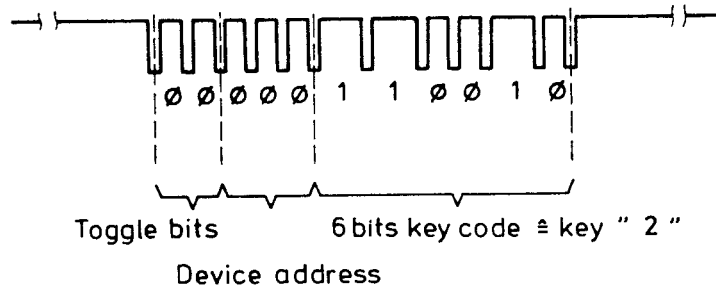 ø ø ø ø ø 1 1 ø ø 1 ø
Toggle bits 6 bits key code ≙ key " 2 "
Device address